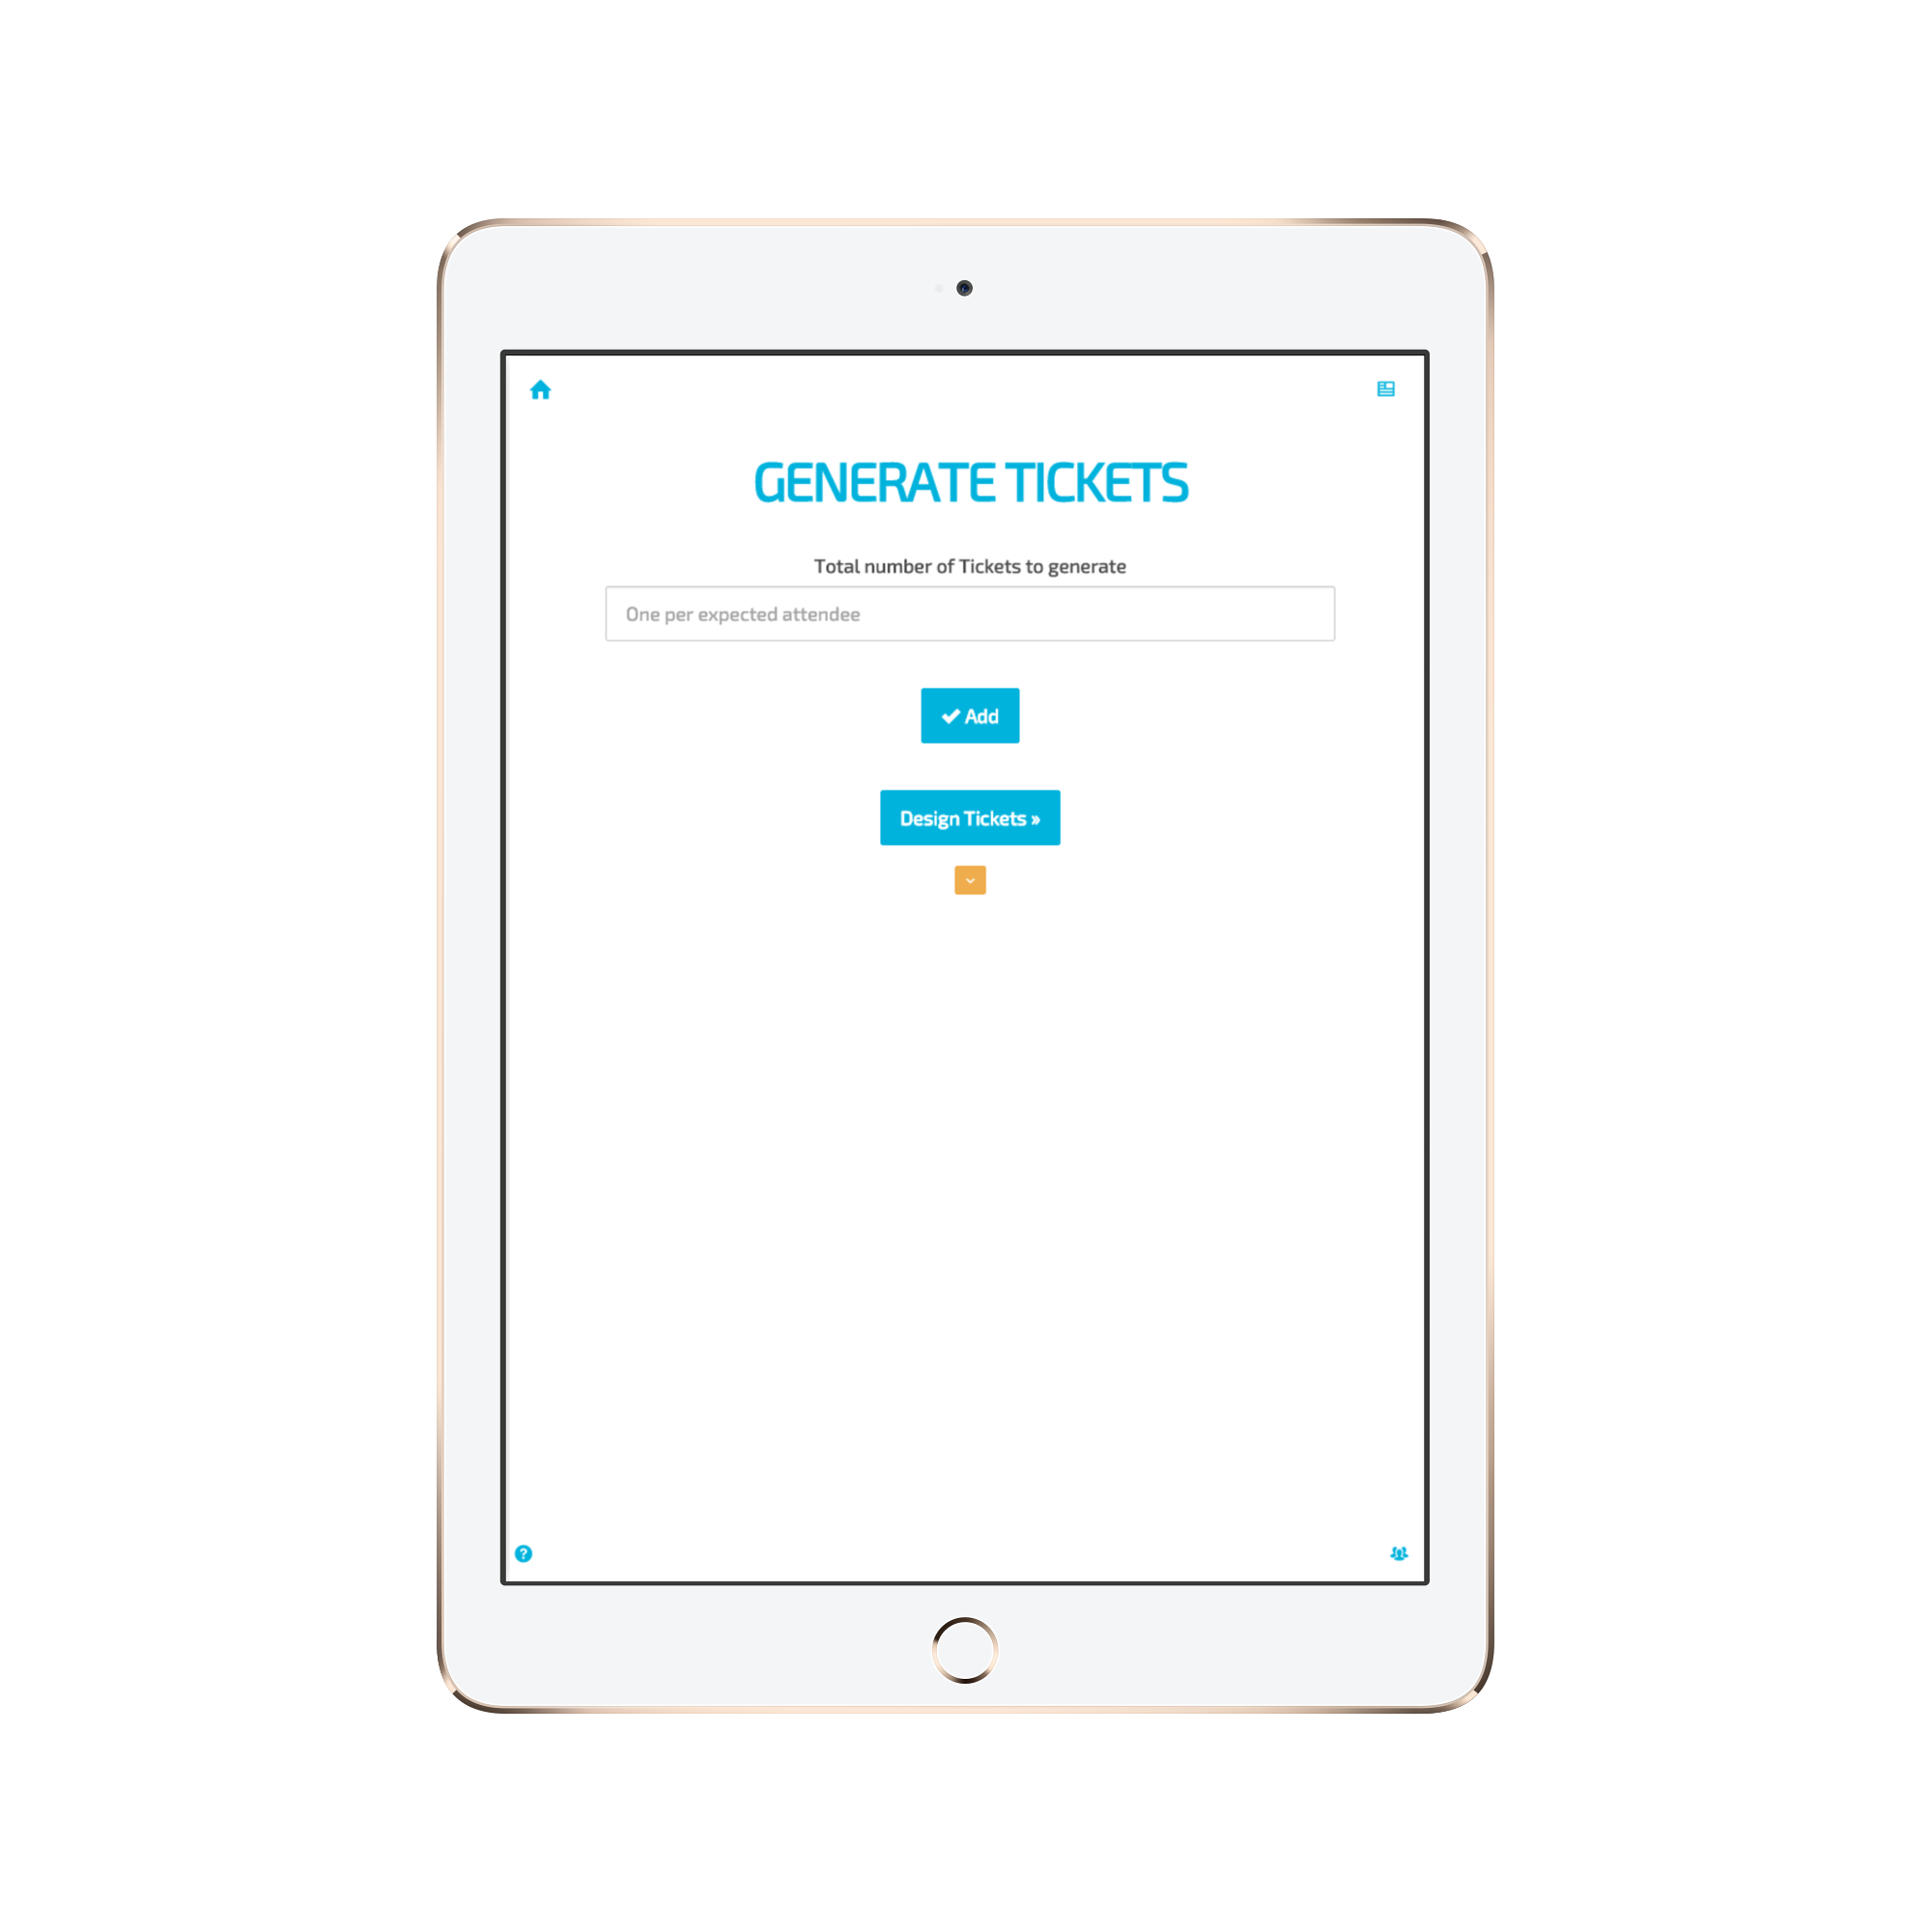 GENERATE TICKETS
Total number of Tickets to generate
One per expected attendee
Add
Design Tickets »
?